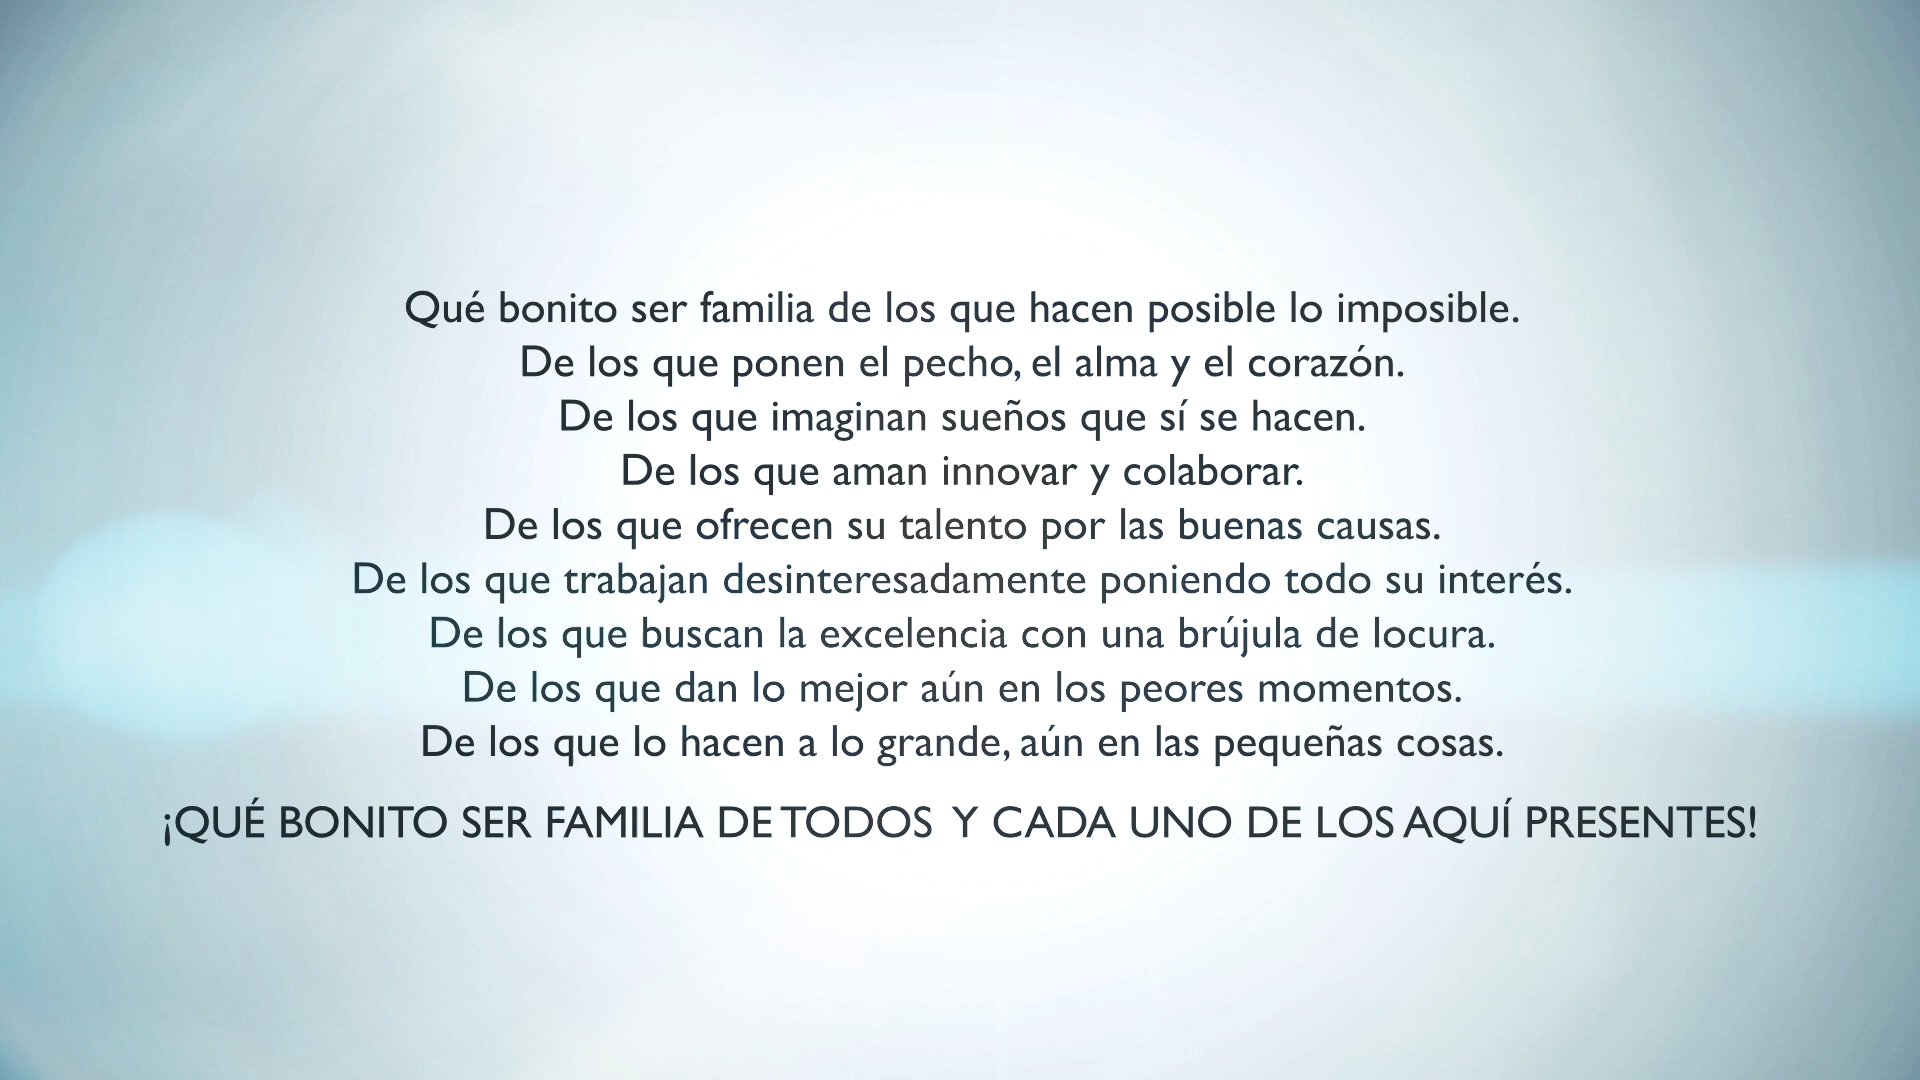 Qué bonito ser familia de los que hacen posible lo imposible.
De los que ponen el pecho, el alma y el corazón.
De los que imaginan sueños que sí se hacen.
De los que aman innovar y colaborar.
De los que ofrecen su talento por las buenas causas.
De los que trabajan desinteresadamente poniendo todo su interés.
De los que buscan la excelencia con una brújula de locura.
De los que dan lo mejor aún en los peores momentos.
De los que lo hacen a lo grande, aún en las pequeñas cosas.
¡QUÉ BONITO SER FAMILIA DE TODOS Y CADA UNO DE LOS AQUÍ PRESENTES!